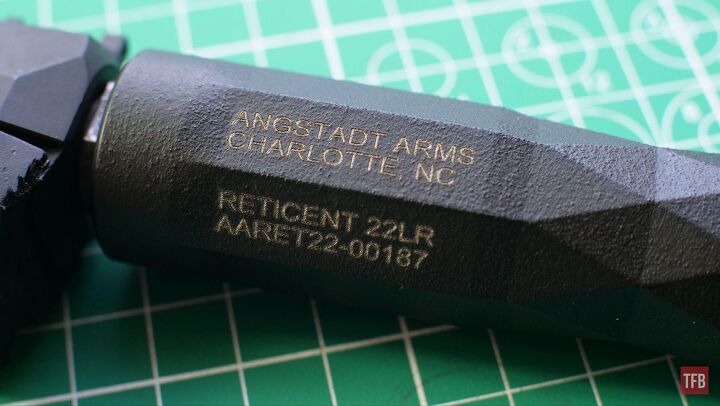 ANGSTADT ARMS
CHARLOTTE, NC
RETICENT 22LR
AARET22-00187
TFB